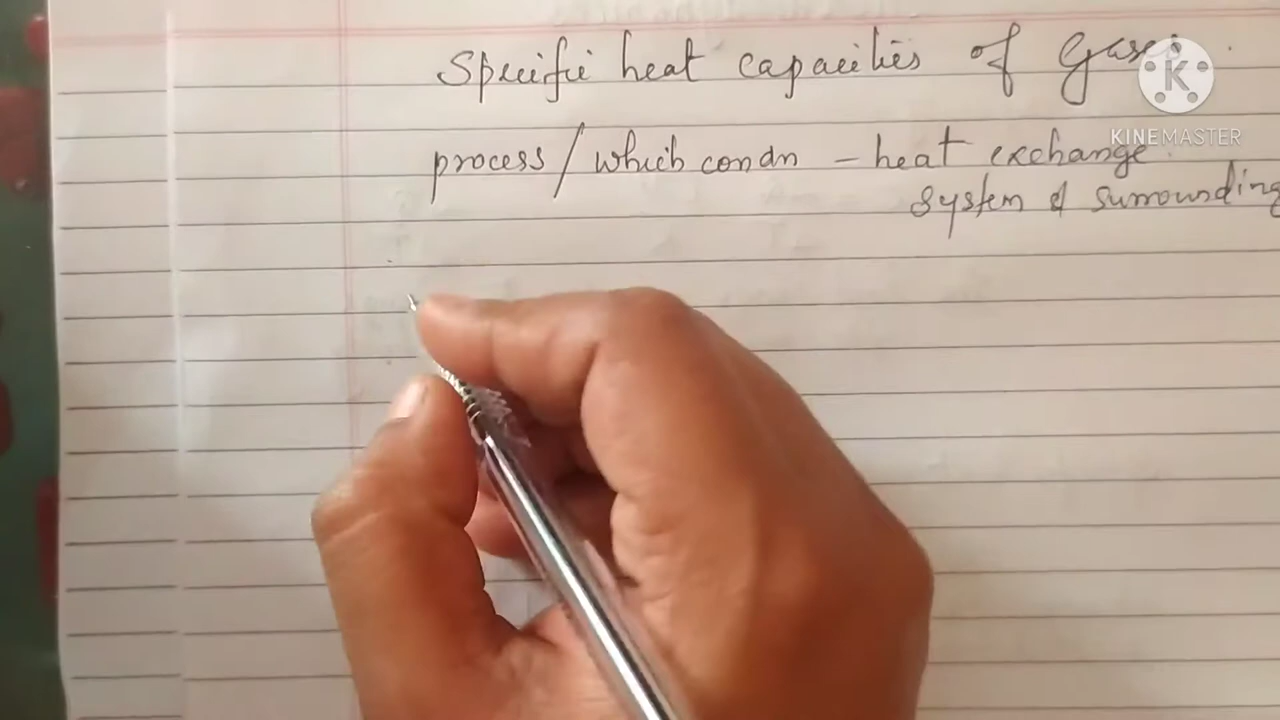 Specific heat capacities of Gases.
K
KINEMASTER
process / which condn – heat exchange
system & surrounding